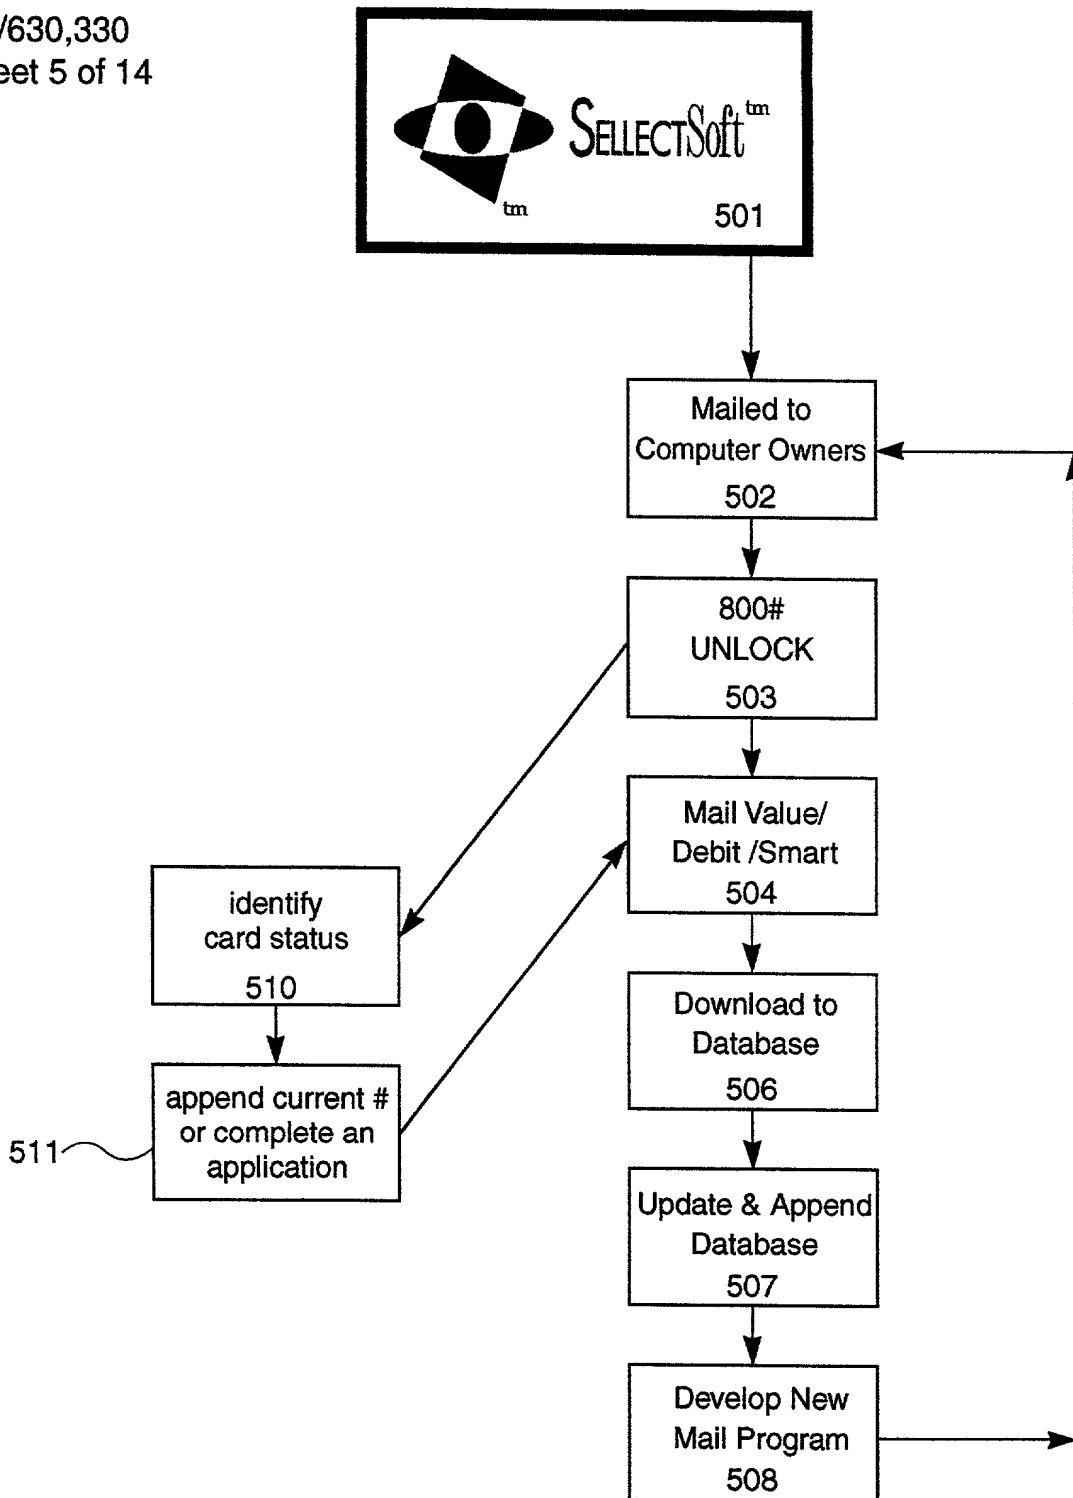 /630,330
eet 5 of 14
SELLECTSoft tm
tm
501
Mailed to
Computer Owners
502
800#
UNLOCK
503
Mail Value/
Debit /Smart
504
identify
card status
510
Download to
Database
506
append current #
or complete an
application
511
Update & Append
Database
507
Develop New
Mail Program
508